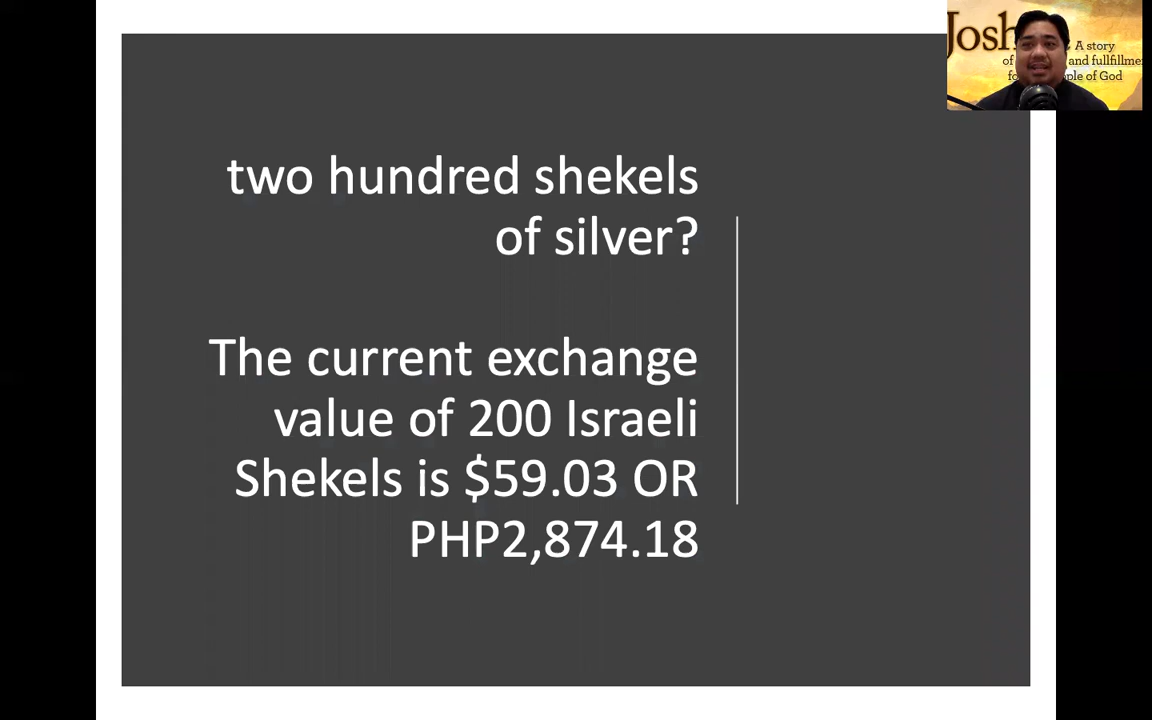 two hundred shekels
of silver?
The current exchange
value of 200 Israeli
Shekels is $59.03 OR
PHP2,874.18
Josh
A story
of and fullfillme
fo ple of God